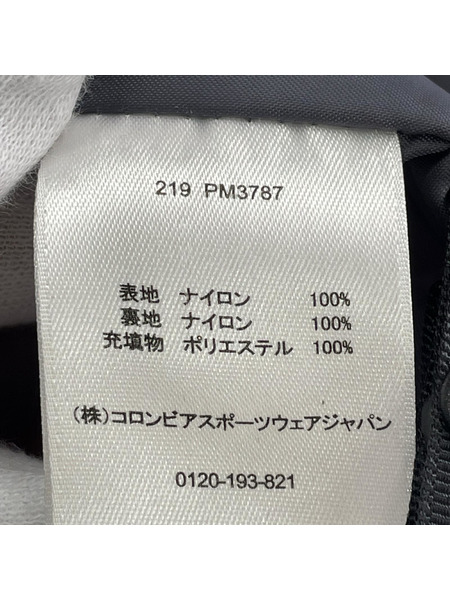 219 PM3787
表地 ナイロン 100%
裏地 ナイロン 100%
充填物 ポリエステル 100%
(株)コロンビアスポーツウェアジャパン
0120-193-821